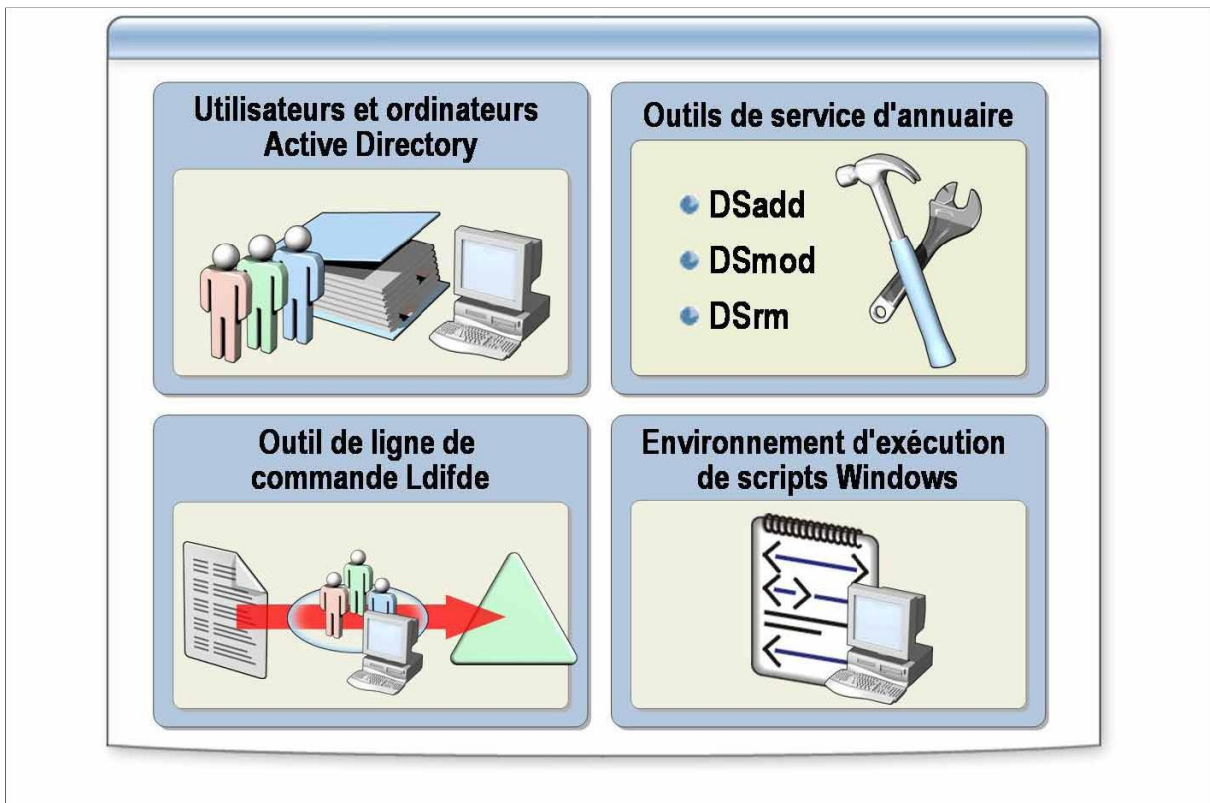 Utilisateurs et ordinateurs
Active Directory
Outils de service d'annuaire
DSadd
DSmod
DSrm
Outil de ligne de
commande Ldifde
Environnement d'exécution
de scripts Windows